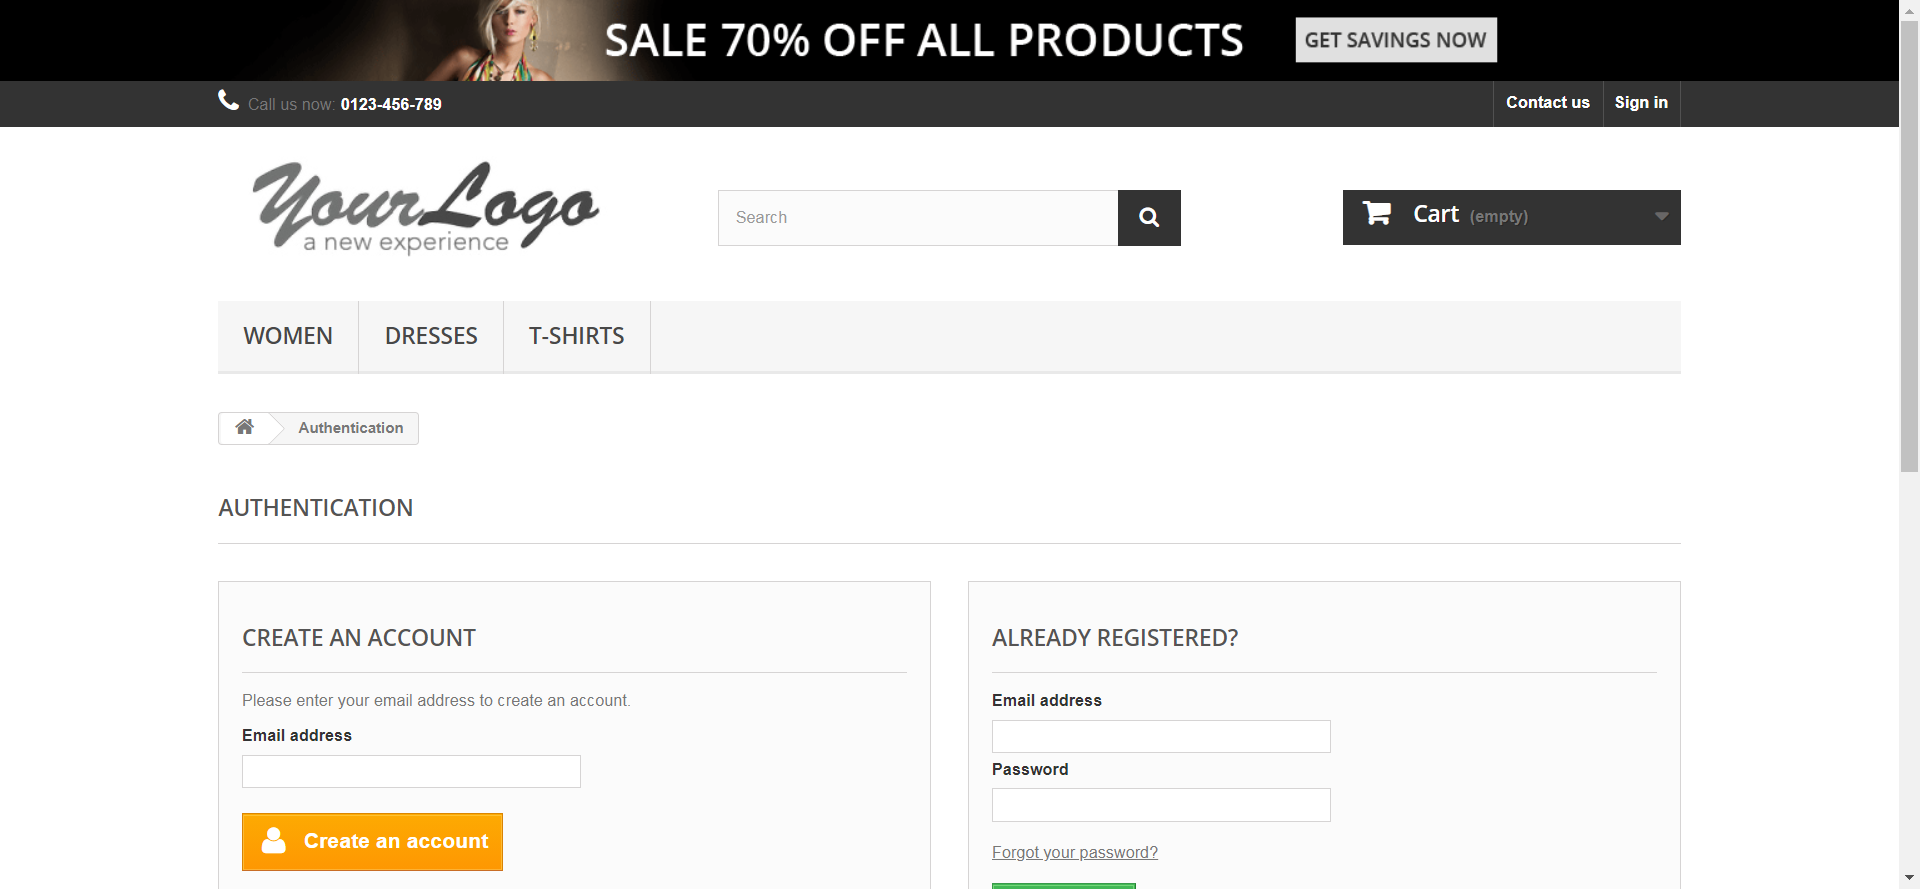 SALE 70% OFF ALL PRODUCTS GET SAVINGS NOW
Call us now: 0123-456-789 Contact us Sign in
YourLogo
a new experience
Search
Cart (empty)
WOMEN DRESSES T-SHIRTS
Authentication
AUTHENTICATION
CREATE AN ACCOUNT
Please enter your email address to create an account.
Email address
Create an account
ALREADY REGISTERED?
Email address
Password
Forgot your password?